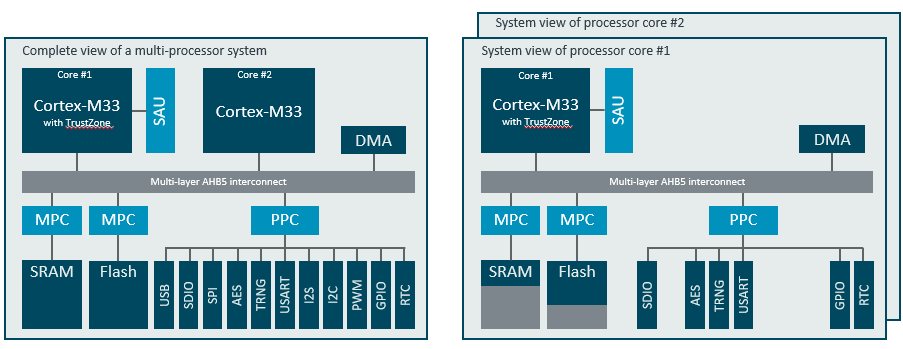 System view of processor core #2
Complete view of a multi-processor system
System view of processor core #1
Core #1
Cortex-M33
with TrustZone
SAU
Core #2
Cortex-M33
DMA
Multi-layer AHB5 interconnect
MPC
MPC
PPC
SRAM
Flash
USB
SDIO
SPI
AES
TRNG
USART
I2S
I2C
PWM
GPIO
RTC
Core #1
Cortex-M33
with TrustZone
SAU
DMA
Multi-layer AHB5 interconnect
MPC
MPC
PPC
SRAM
Flash
SDIO
AES
TRNG
USART
GPIO
RTC